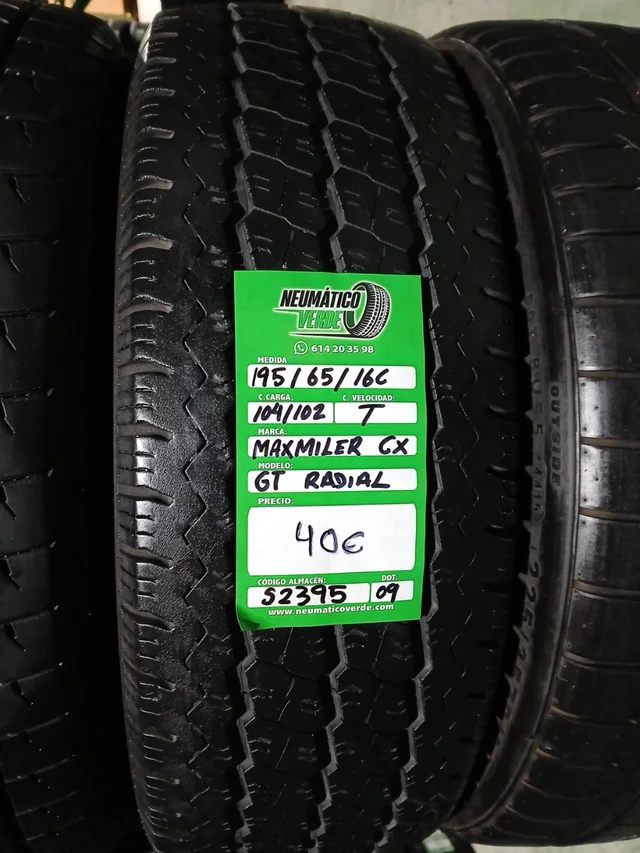 NEUMÁTICO
VERDE
614 20 35 98
MEDIDA
195/65/16C
C.CARGA: C. VELOCIDAD:
104/102 T
MARCA:
MAXMILER CX
MODELO:
GT RADIAL
PRECIO:
40€
CÓDIGO ALMACÉN: DOT:
S2395 09
www.neumaticoverde.com
OUTSIDE